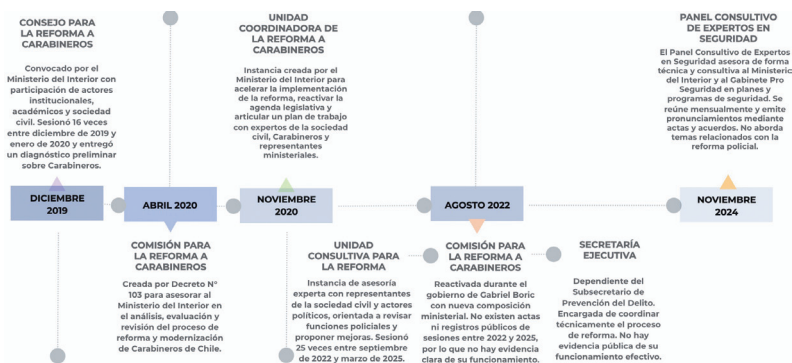 CONSEJO PARA
LA REFORMA A
CARABINEROS
Convocado por el
Ministerio del Interior con
participación de actores
institucionales,
académicos y sociedad
civil. Sesionó 16 veces
entre diciembre de 2019 y
enero de 2020 y entregó
un diagnóstico preliminar
sobre Carabineros.
DICIEMBRE
2019
ABRIL 2020
COMISIÓN PARA
LA REFORMA A
CARABINEROS
Creada por Decreto N°
103 para asesorar al
Ministerio del Interior en
el análisis, evaluación y
revisión del proceso de
reforma y modernización
de Carabineros de Chile.
UNIDAD
COORDINADORA DE
LA REFORMA A
CARABINEROS
Instancia creada por el
Ministerio del Interior para
acelerar la implementación
de la reforma, reactivar la
agenda legislativa y
articular un plan de trabajo
con expertos de la sociedad
civil, Carabineros y
representantes
ministeriales.
NOVIEMBRE
2020
AGOSTO 2022
UNIDAD
CONSULTIVA PARA
LA REFORMA
Instancia de asesoría
experta con representantes
de la sociedad civil y actores
políticos, orientada a revisar
funciones policiales y
proponer mejoras. Sesionó
25 veces entre septiembre
de 2022 y marzo de 2025.
COMISIÓN PARA
LA REFORMA A
CARABINEROS
Reactivada durante el
gobierno de Gabriel Boric
con nueva composición
ministerial. No existen actas
ni registros públicos de
sesiones entre 2022 y 2025,
por lo que no hay evidencia
clara de su funcionamiento.
SECRETARÍA
EJECUTIVA
Dependiente del
Subsecretario de
Prevención del Delito.
Encargada de coordinar
técnicamente el proceso
de reforma. No hay
evidencia pública de su
funcionamiento efectivo.
PANEL CONSULTIVO
DE EXPERTOS EN
SEGURIDAD
El Panel Consultivo de Expertos
en Seguridad asesora de forma
técnica y consultiva al Ministerio
del Interior y al Gabinete Pro
Seguridad en planes y
programas de seguridad. Se
reúne mensualmente y emite
pronunciamientos mediante
actas y acuerdos. No aborda
temas relacionados con la
reforma policial.
NOVIEMBRE
2024